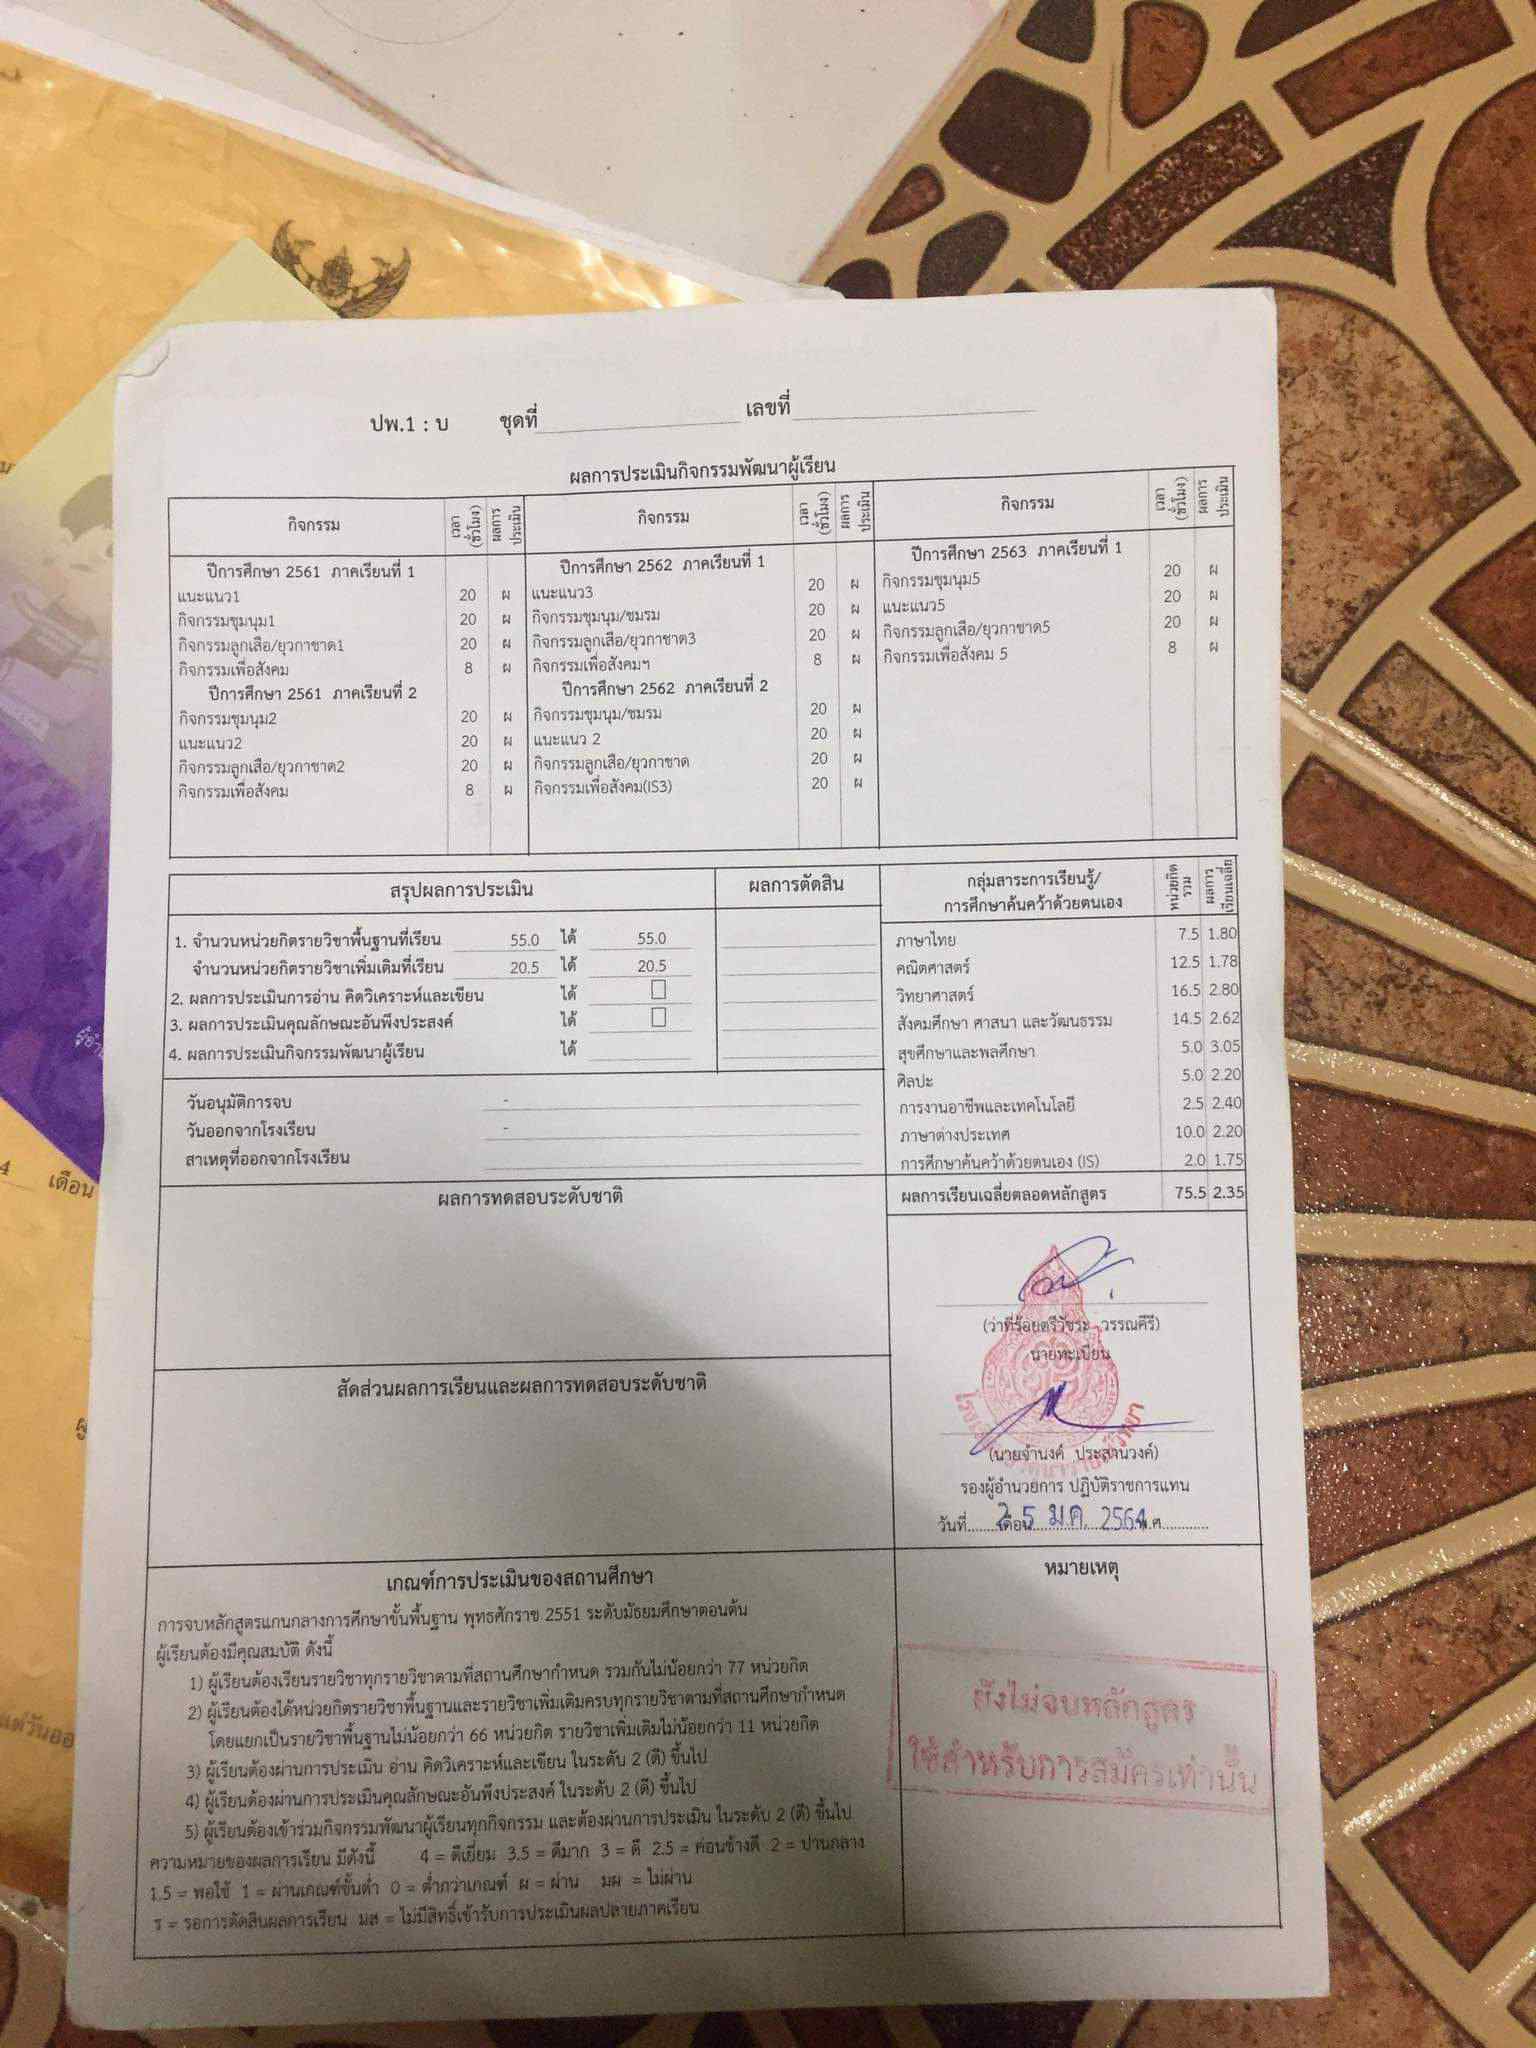 ปพ.1 : บ ชุดที่ เลขที่
ผลการประเมินกิจกรรมพัฒนาผู้เรียน
กิจกรรม เวลา (ชั่วโมง) ผลการประเมิน กิจกรรม เวลา (ชั่วโมง) ผลการประเมิน กิจกรรม เวลา (ชั่วโมง) ผลการประเมิน
ปีการศึกษา 2561 ภาคเรียนที่ 1
แนะแนว1 20 ผ
กิจกรรมชุมนุม1 20 ผ
กิจกรรมลูกเสือ/ยุวกาชาด1 20 ผ
กิจกรรมเพื่อสังคม 8 ผ
ปีการศึกษา 2561 ภาคเรียนที่ 2
กิจกรรมชุมนุม2 20 ผ
แนะแนว2 20 ผ
กิจกรรมลูกเสือ/ยุวกาชาด2 20 ผ
กิจกรรมเพื่อสังคม 8 ผ
ปีการศึกษา 2562 ภาคเรียนที่ 1
แนะแนว3 20 ผ
กิจกรรมชุมนุม/ชมรม 20 ผ
กิจกรรมลูกเสือ/ยุวกาชาด3 20 ผ
กิจกรรมเพื่อสังคมฯ 8 ผ
ปีการศึกษา 2562 ภาคเรียนที่ 2
กิจกรรมชุมนุม/ชมรม 20 ผ
แนะแนว 2 20 ผ
กิจกรรมลูกเสือ/ยุวกาชาด 20 ผ
กิจกรรมเพื่อสังคม(IS3) 20 ผ
ปีการศึกษา 2563 ภาคเรียนที่ 1
กิจกรรมชุมนุม5 20 ผ
แนะแนว5 20 ผ
กิจกรรมลูกเสือ/ยุวกาชาด5 20 ผ
กิจกรรมเพื่อสังคม 5 8 ผ
สรุปผลการประเมิน ผลการตัดสิน
1. จำนวนหน่วยกิตรายวิชาพื้นฐานที่เรียน 55.0 ได้ 55.0
จำนวนหน่วยกิตรายวิชาเพิ่มเติมที่เรียน 20.5 ได้ 20.5
2. ผลการประเมินการอ่าน คิดวิเคราะห์และเขียน ได้
3. ผลการประเมินคุณลักษณะอันพึงประสงค์ ได้
4. ผลการประเมินกิจกรรมพัฒนาผู้เรียน ได้
วันอนุมัติการจบ -
วันออกจากโรงเรียน -
สาเหตุที่ออกจากโรงเรียน
กลุ่มสาระการเรียนรู้/ หน่วยกิตรวม ผลการเรียนเฉลี่ย
การศึกษาค้นคว้าด้วยตนเอง
ภาษาไทย 7.5 1.80
คณิตศาสตร์ 12.5 1.78
วิทยาศาสตร์ 16.5 2.80
สังคมศึกษา ศาสนา และวัฒนธรรม 14.5 2.62
สุขศึกษาและพลศึกษา 5.0 3.05
ศิลปะ 5.0 2.20
การงานอาชีพและเทคโนโลยี 2.5 2.40
ภาษาต่างประเทศ 10.0 2.20
การศึกษาค้นคว้าด้วยตนเอง (IS) 2.0 1.75
ผลการเรียนเฉลี่ยตลอดหลักสูตร 75.5 2.35
ผลการทดสอบระดับชาติ
สัดส่วนผลการเรียนและผลการทดสอบระดับชาติ
(ว่าที่ร้อยตรีวัชระ วรรณคีรี)
นายทะเบียน
(นายจำนงค์ ประสานวงค์)
รองผู้อำนวยการ ปฏิบัติราชการแทน
วันที่ 25 เดือน ม.ค. 2564 พ.ศ.
เกณฑ์การประเมินของสถานศึกษา
การจบหลักสูตรแกนกลางการศึกษาขั้นพื้นฐาน พุทธศักราช 2551 ระดับมัธยมศึกษาตอนต้น
ผู้เรียนต้องมีคุณสมบัติ ดังนี้
1) ผู้เรียนต้องเรียนรายวิชาทุกรายวิชาตามที่สถานศึกษากำหนด รวมกันไม่น้อยกว่า 77 หน่วยกิต
2) ผู้เรียนต้องได้หน่วยกิตรายวิชาพื้นฐานและรายวิชาเพิ่มเติมครบทุกรายวิชาตามที่สถานศึกษากำหนด
โดยแยกเป็นรายวิชาพื้นฐานไม่น้อยกว่า 66 หน่วยกิต รายวิชาเพิ่มเติมไม่น้อยกว่า 11 หน่วยกิต
3) ผู้เรียนต้องผ่านการประเมิน อ่าน คิดวิเคราะห์และเขียน ในระดับ 2 (ดี) ขึ้นไป
4) ผู้เรียนต้องผ่านการประเมินคุณลักษณะอันพึงประสงค์ ในระดับ 2 (ดี) ขึ้นไป
5) ผู้เรียนต้องเข้าร่วมกิจกรรมพัฒนาผู้เรียนทุกกิจกรรม และต้องผ่านการประเมิน ในระดับ 2 (ดี) ขึ้นไป
ความหมายของผลการเรียน มีดังนี้ 4 = ดีเยี่ยม 3.5 = ดีมาก 3 = ดี 2.5 = ค่อนข้างดี 2 = ปานกลาง
1.5 = พอใช้ 1 = ผ่านเกณฑ์ขั้นต่ำ 0 = ต่ำกว่าเกณฑ์ ผ = ผ่าน มผ = ไม่ผ่าน
ร = รอการตัดสินผลการเรียน มส = ไม่มีสิทธิ์เข้ารับการประเมินผลปลายภาคเรียน
หมายเหตุ
ยังไม่จบหลักสูตร
ใช้สำหรับการสมัครเท่านั้น
4 เดือน